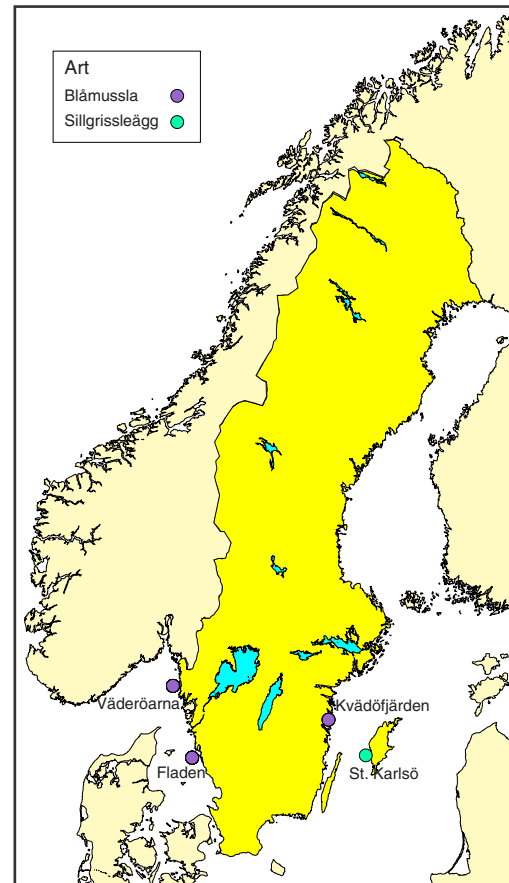 Art
Blåmussla
Sillgrissleägg
Väderöarna
Kvädöfjärden
Fladen
St. Karlsö